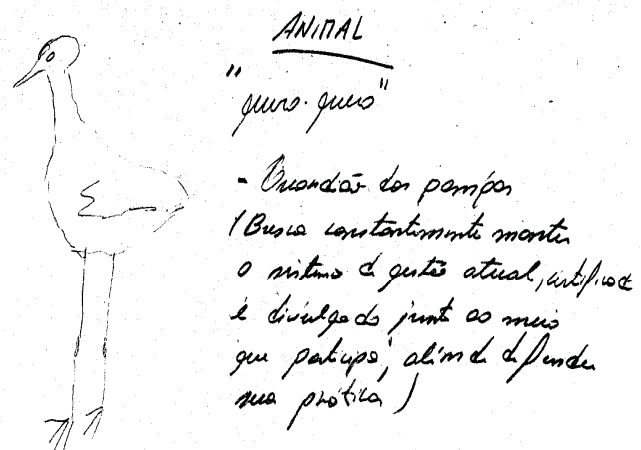 ANIMAL
"quero-quero"
- Guardião dos pampas
(Busca constantemente manter
o sistema de gestão atual, certificado
e divulgado junto ao meio
que participa, além de defender
sua prática)